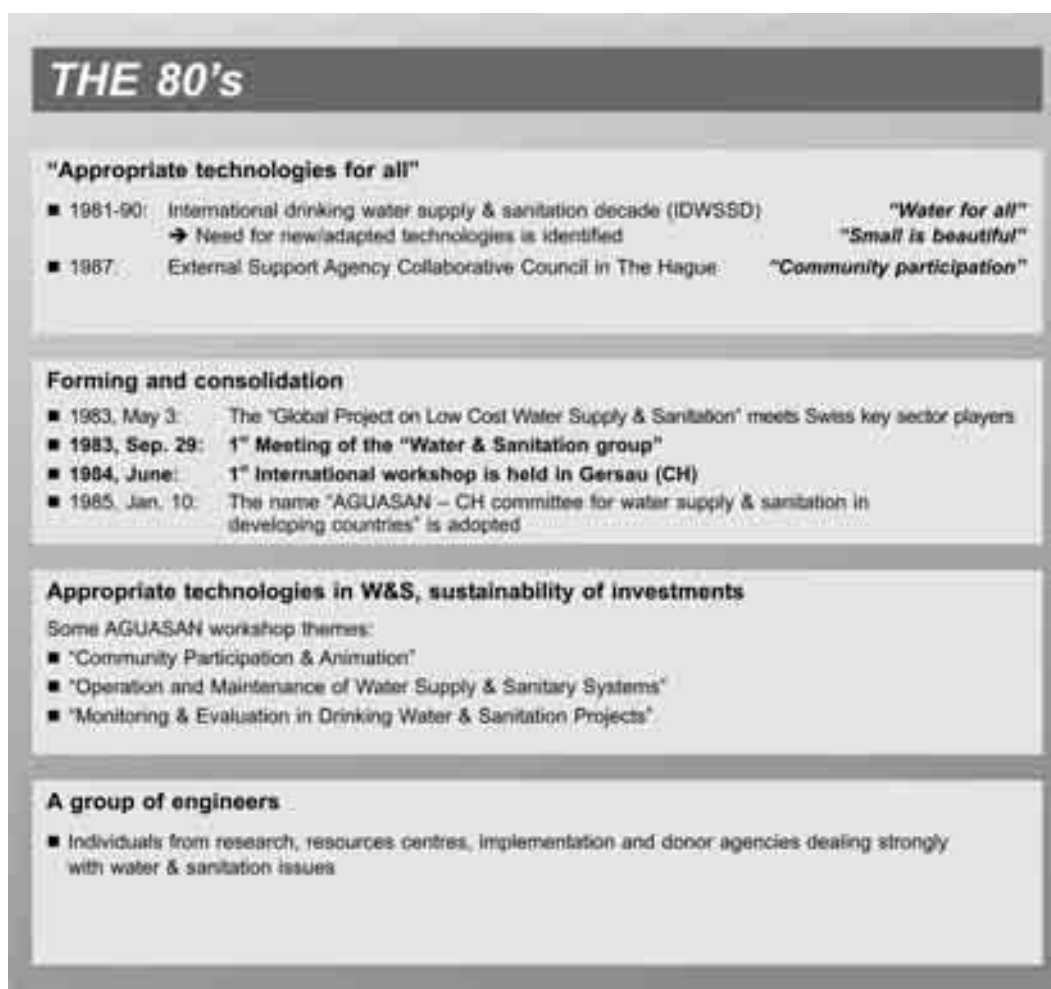 THE 80's
"Appropriate technologies for all"
■ 1981-90: International drinking water supply & sanitation decade (IDWSSD) "Water for all"
➔ Need for new/adapted technologies is identified "Small is beautiful"
■ 1987: External Support Agency Collaborative Council in The Hague "Community participation"
Forming and consolidation
■ 1983, May 3: The "Global Project on Low Cost Water Supply & Sanitation" meets Swiss key sector players
■ 1983, Sep. 29: 1st Meeting of the "Water & Sanitation group"
■ 1984, June: 1st International workshop is held in Gersau (CH)
■ 1985, Jan. 10: The name "AGUASAN – CH committee for water supply & sanitation in
developing countries" is adopted
Appropriate technologies in W&S, sustainability of investments
Some AGUASAN workshop themes:
■ "Community Participation & Animation"
■ "Operation and Maintenance of Water Supply & Sanitary Systems"
■ "Monitoring & Evaluation in Drinking Water & Sanitation Projects"
A group of engineers
■ Individuals from research, resources centres, implementation and donor agencies dealing strongly
with water & sanitation issues